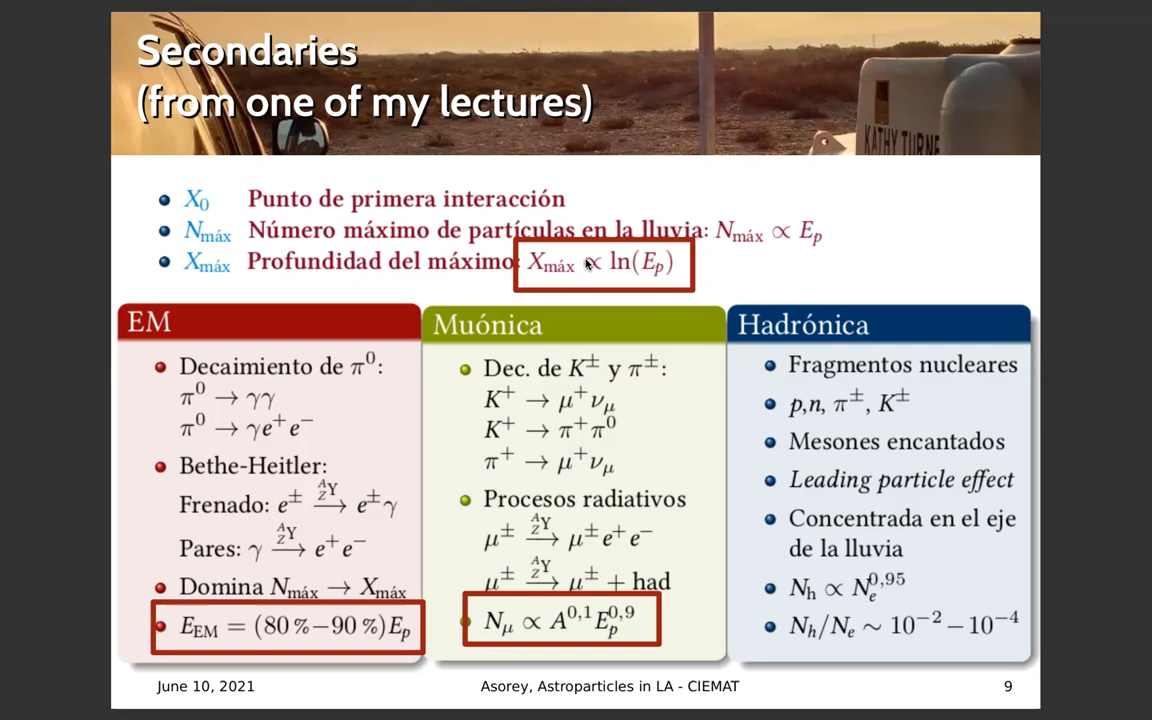 Secondaries
(from one of my lectures)
KATHY TURNE
X₀ Punto de primera interacción
N_máx Número máximo de partículas en la lluvia: N_máx ∝ E_p
X_máx Profundidad del máximo: X_máx ∝ ln(E_p)
EM
Decaimiento de π⁰:
π⁰ → γγ
π⁰ → γe⁺e⁻
Bethe-Heitler:
Frenado: e^± →^{^A_Z Y} e^±γ
Pares: γ →^{^A_Z Y} e⁺e⁻
Domina N_máx → X_máx
E_EM = (80 %–90 %)E_p
Muónica
Dec. de K^± y π^±:
K⁺ → μ⁺ν_μ
K⁺ → π⁺π⁰
π⁺ → μ⁺ν_μ
Procesos radiativos
μ^± →^{^A_Z Y} μ^±e⁺e⁻
μ^± →^{^A_Z Y} μ^± + had
N_μ ∝ A^{0,1}E_p^{0,9}
Hadrónica
Fragmentos nucleares
p,n, π^±, K^±
Mesones encantados
Leading particle effect
Concentrada en el eje
de la lluvia
N_h ∝ N_e^{0,95}
N_h/N_e ∼ 10⁻² − 10⁻⁴
June 10, 2021
Asorey, Astroparticles in LA - CIEMAT
9